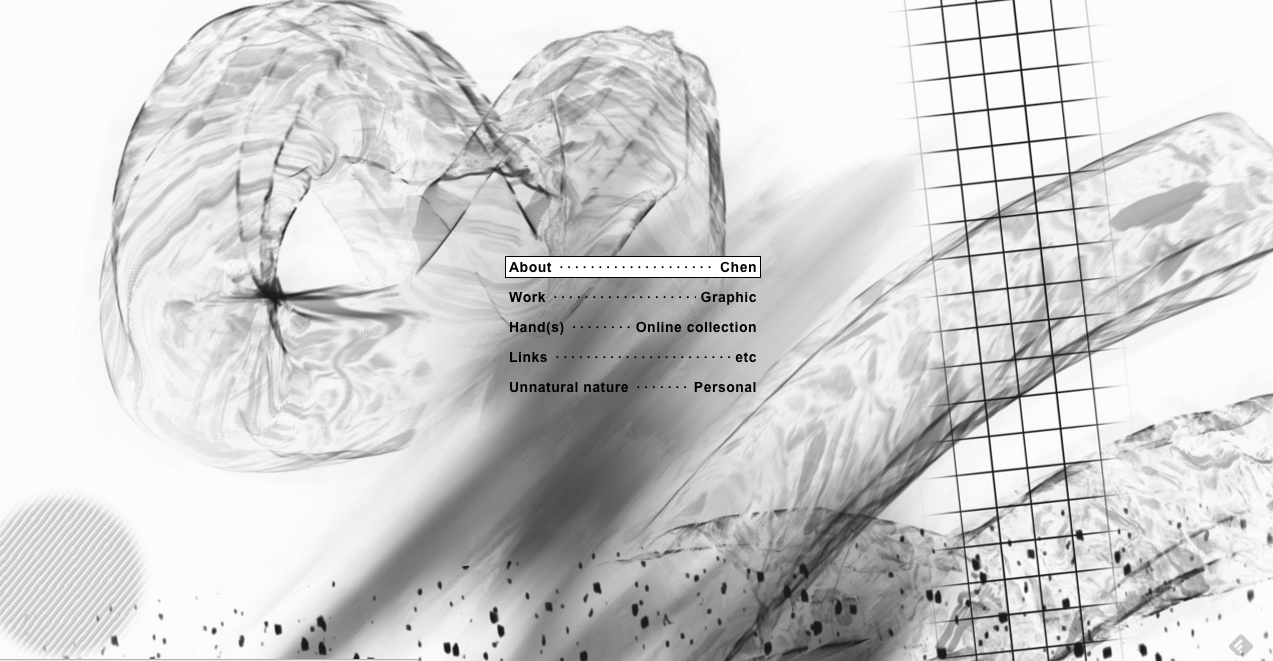 About ···················· Chen
Work ··················· Graphic
Hand(s) ········ Online collection
Links ······················· etc
Unnatural nature ······· Personal